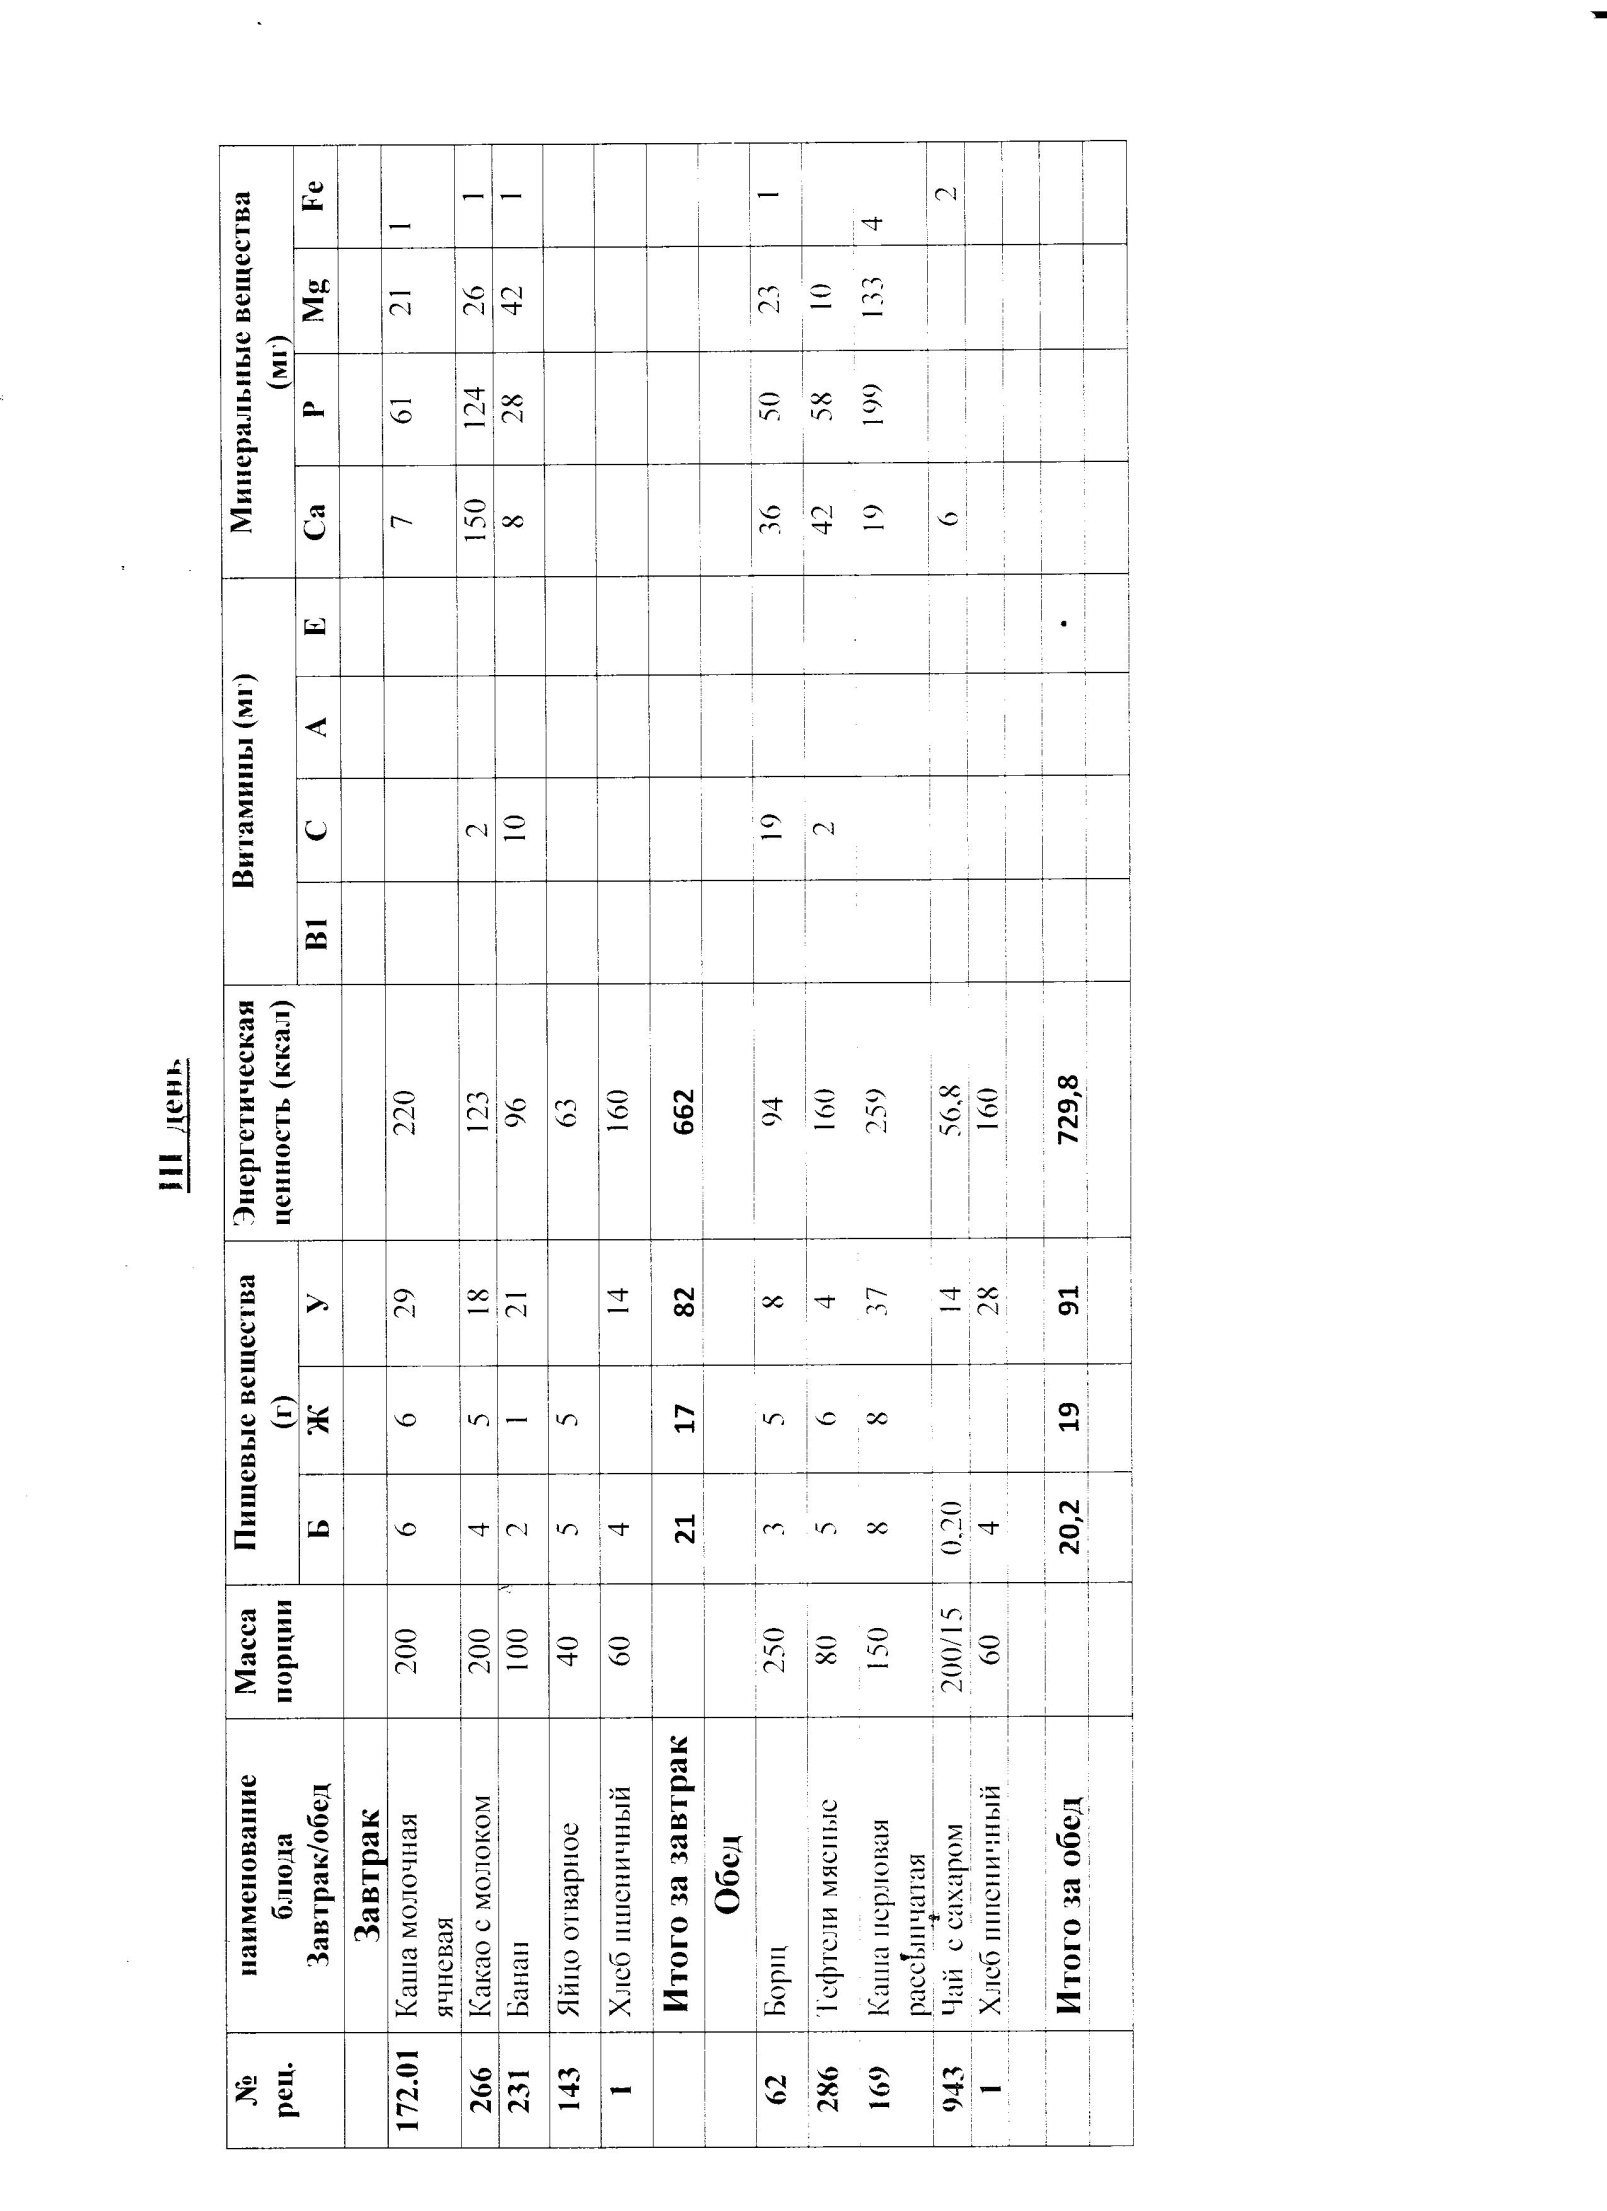 III день
№ рец. наименование блюда Завтрак/обед Масса порции Пищевые вещества (г) Энергетическая ценность (ккал) Витамины (мг) Минеральные вещества (мг)
Б Ж У В1 С А Е Са Р Mg Fe
Завтрак
172.01 Каша молочная ячневая 200 6 6 29 220 7 61 21 1
266 Какао с молоком 200 4 5 18 123 2 150 124 26 1
231 Банан 100 2 1 21 96 10 8 28 42 1
143 Яйцо отварное 40 5 5 63
1 Хлеб пшеничный 60 4 14 160
Итого за завтрак 21 17 82 662
Обед
62 Борщ 250 3 5 8 94 19 36 50 23 1
286 Тефтели мясные 80 5 6 4 160 2 42 58 10
169 Каша перловая рассыпчатая 150 8 8 37 259 19 199 133 4
943 Чай с сахаром 200/15 0,20 14 56,8 6 2
1 Хлеб пшеничный 60 4 28 160
Итого за обед 20,2 19 91 729,8